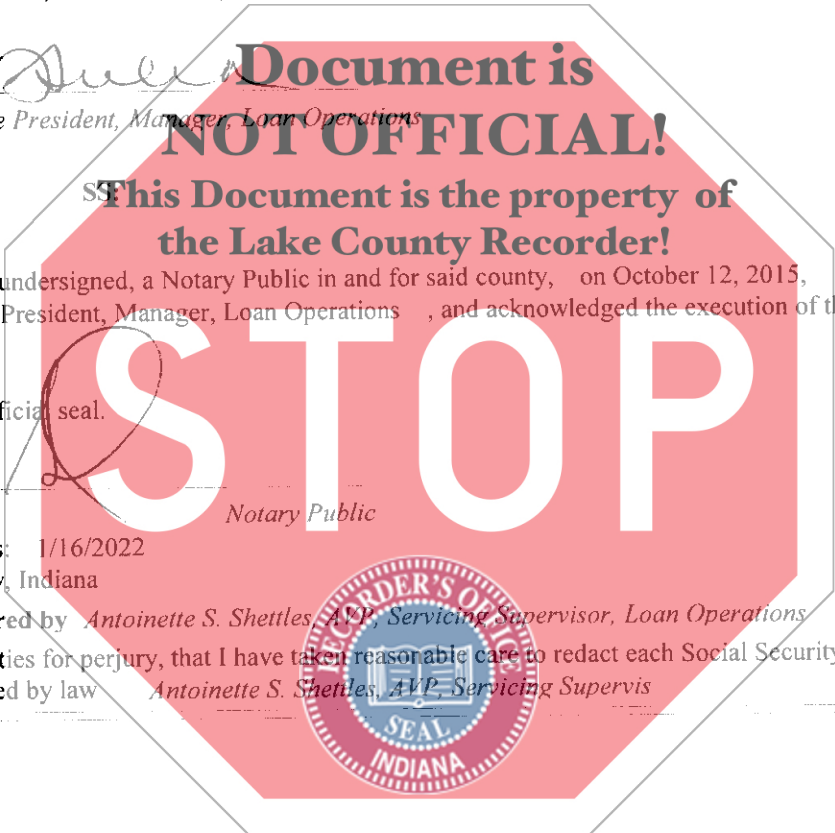 Document is
President, Manager, Loan Operations
NOT OFFICIAL!
SS:
This Document is the property of
the Lake County Recorder!
undersigned, a Notary Public in and for said county, on October 12, 2015,
President, Manager, Loan Operations , and acknowledged the execution of
STOP
ficial seal.
Notary Public
s: 1/16/2022
, Indiana
red by Antoinette S. Shettles, AVP, Servicing Supervisor, Loan Operations
ties for perjury, that I have taken reasonable care to redact each Social Security
ed by law Antoinette S. Shettles, AVP, Servicing Supervis
RECORDER'S OFFICE
SEAL
INDIANA